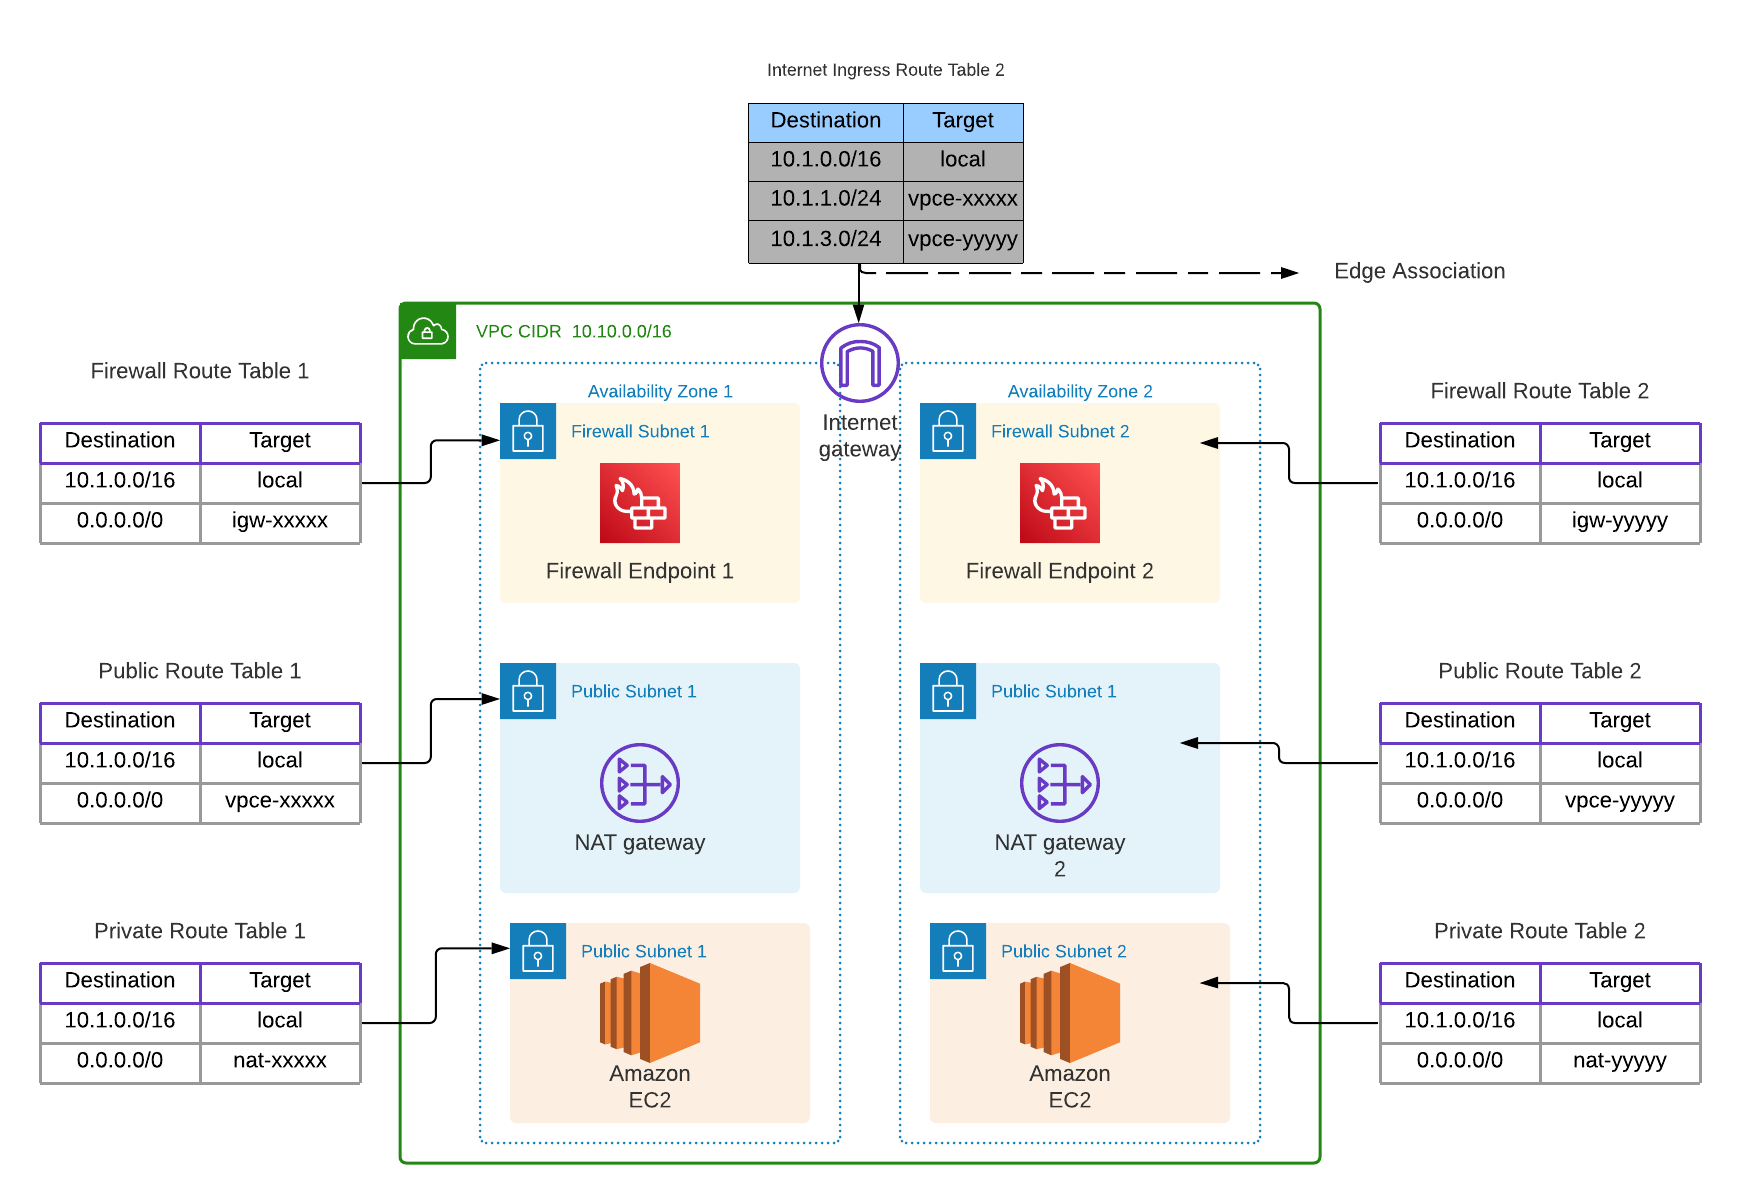 Internet Ingress Route Table 2
Destination Target
10.1.0.0/16 local
10.1.1.0/24 vpce-xxxxx
10.1.3.0/24 vpce-yyyyy
Edge Association
VPC CIDR 10.10.0.0/16
Internet
gateway
Firewall Route Table 1
Destination Target
10.1.0.0/16 local
0.0.0.0/0 igw-xxxxx
Public Route Table 1
Destination Target
10.1.0.0/16 local
0.0.0.0/0 vpce-xxxxx
Private Route Table 1
Destination Target
10.1.0.0/16 local
0.0.0.0/0 nat-xxxxx
Availability Zone 1
Firewall Subnet 1
Firewall Endpoint 1
Public Subnet 1
NAT gateway
Public Subnet 1
Amazon
EC2
Availability Zone 2
Firewall Subnet 2
Firewall Endpoint 2
Public Subnet 1
NAT gateway
2
Public Subnet 2
Amazon
EC2
Firewall Route Table 2
Destination Target
10.1.0.0/16 local
0.0.0.0/0 igw-yyyyy
Public Route Table 2
Destination Target
10.1.0.0/16 local
0.0.0.0/0 vpce-yyyyy
Private Route Table 2
Destination Target
10.1.0.0/16 local
0.0.0.0/0 nat-yyyyy